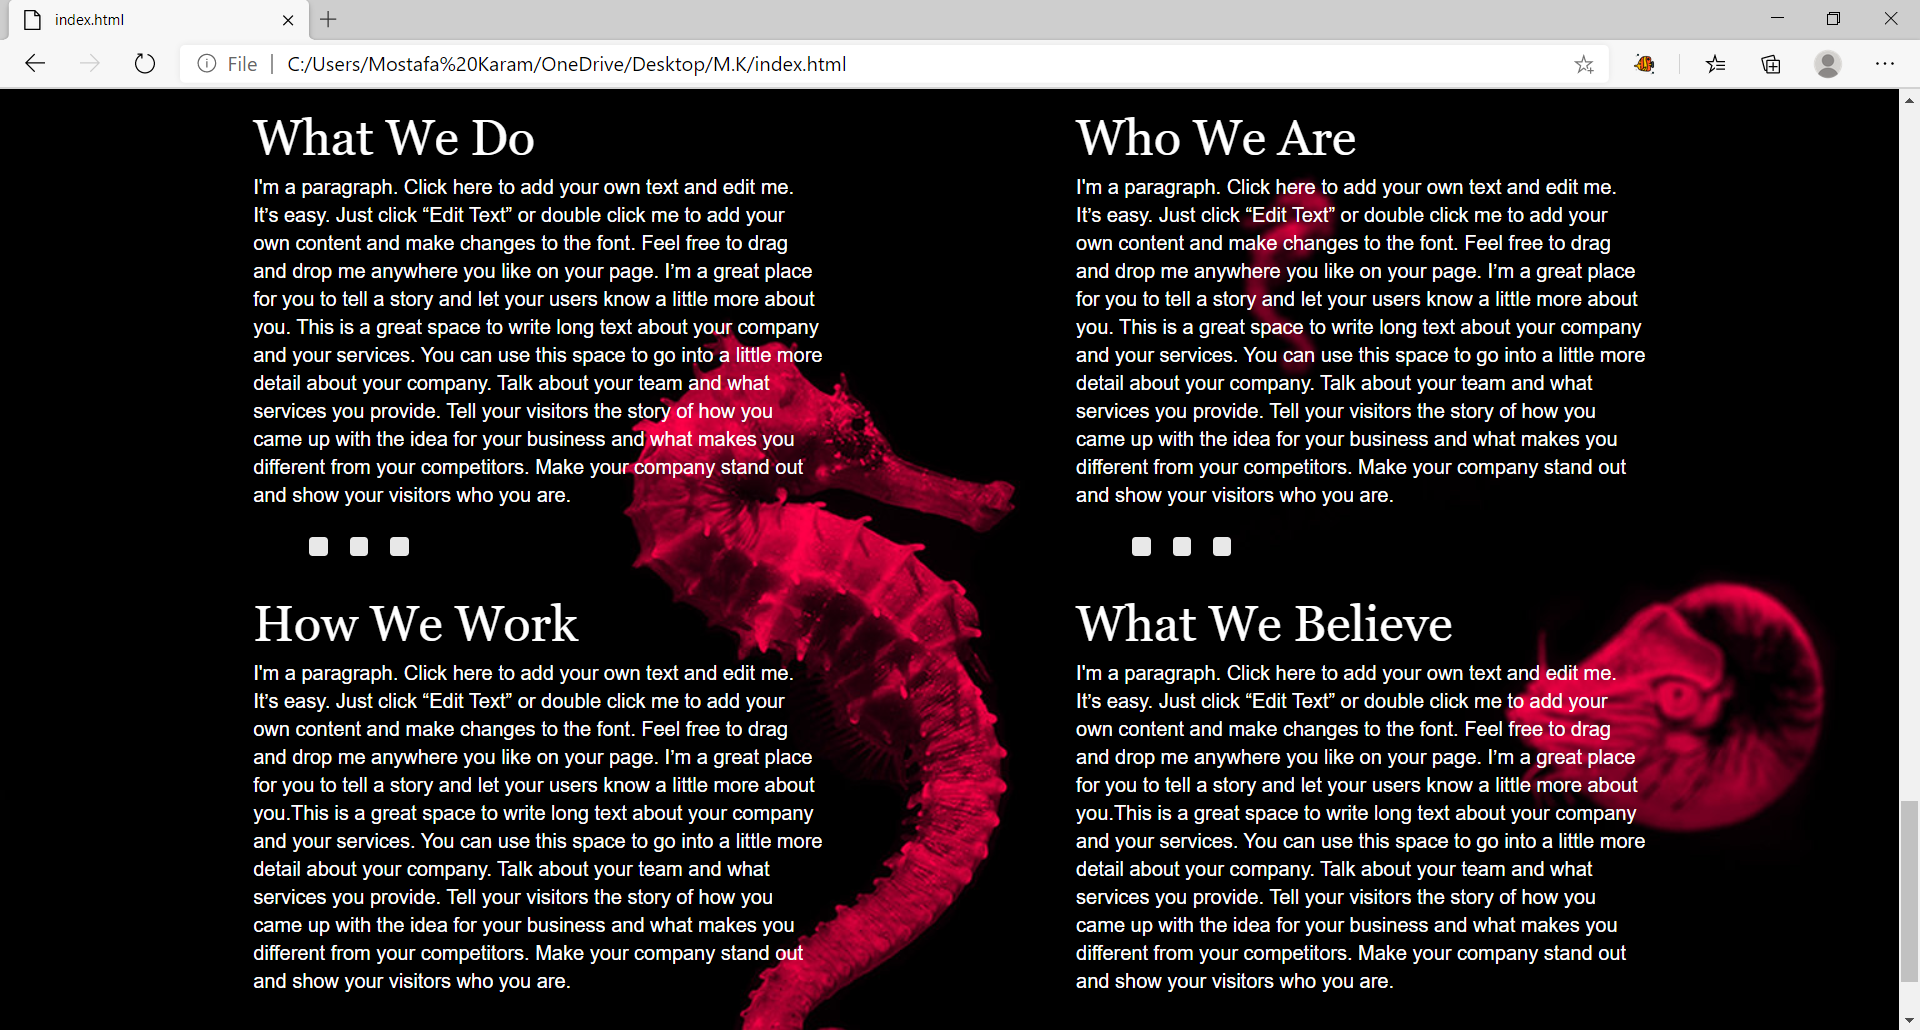 index.html
File
C:/Users/Mostafa%20Karam/OneDrive/Desktop/M.K/index.html
What We Do
I'm a paragraph. Click here to add your own text and edit me.
It’s easy. Just click “Edit Text” or double click me to add your
own content and make changes to the font. Feel free to drag
and drop me anywhere you like on your page. I’m a great place
for you to tell a story and let your users know a little more about
you. This is a great space to write long text about your company
and your services. You can use this space to go into a little more
detail about your company. Talk about your team and what
services you provide. Tell your visitors the story of how you
came up with the idea for your business and what makes you
different from your competitors. Make your company stand out
and show your visitors who you are.
Who We Are
I'm a paragraph. Click here to add your own text and edit me.
It’s easy. Just click “Edit Text” or double click me to add your
own content and make changes to the font. Feel free to drag
and drop me anywhere you like on your page. I’m a great place
for you to tell a story and let your users know a little more about
you. This is a great space to write long text about your company
and your services. You can use this space to go into a little more
detail about your company. Talk about your team and what
services you provide. Tell your visitors the story of how you
came up with the idea for your business and what makes you
different from your competitors. Make your company stand out
and show your visitors who you are.
How We Work
I'm a paragraph. Click here to add your own text and edit me.
It’s easy. Just click “Edit Text” or double click me to add your
own content and make changes to the font. Feel free to drag
and drop me anywhere you like on your page. I’m a great place
for you to tell a story and let your users know a little more about
you.This is a great space to write long text about your company
and your services. You can use this space to go into a little more
detail about your company. Talk about your team and what
services you provide. Tell your visitors the story of how you
came up with the idea for your business and what makes you
different from your competitors. Make your company stand out
and show your visitors who you are.
What We Believe
I'm a paragraph. Click here to add your own text and edit me.
It’s easy. Just click “Edit Text” or double click me to add your
own content and make changes to the font. Feel free to drag
and drop me anywhere you like on your page. I’m a great place
for you to tell a story and let your users know a little more about
you.This is a great space to write long text about your company
and your services. You can use this space to go into a little more
detail about your company. Talk about your team and what
services you provide. Tell your visitors the story of how you
came up with the idea for your business and what makes you
different from your competitors. Make your company stand out
and show your visitors who you are.